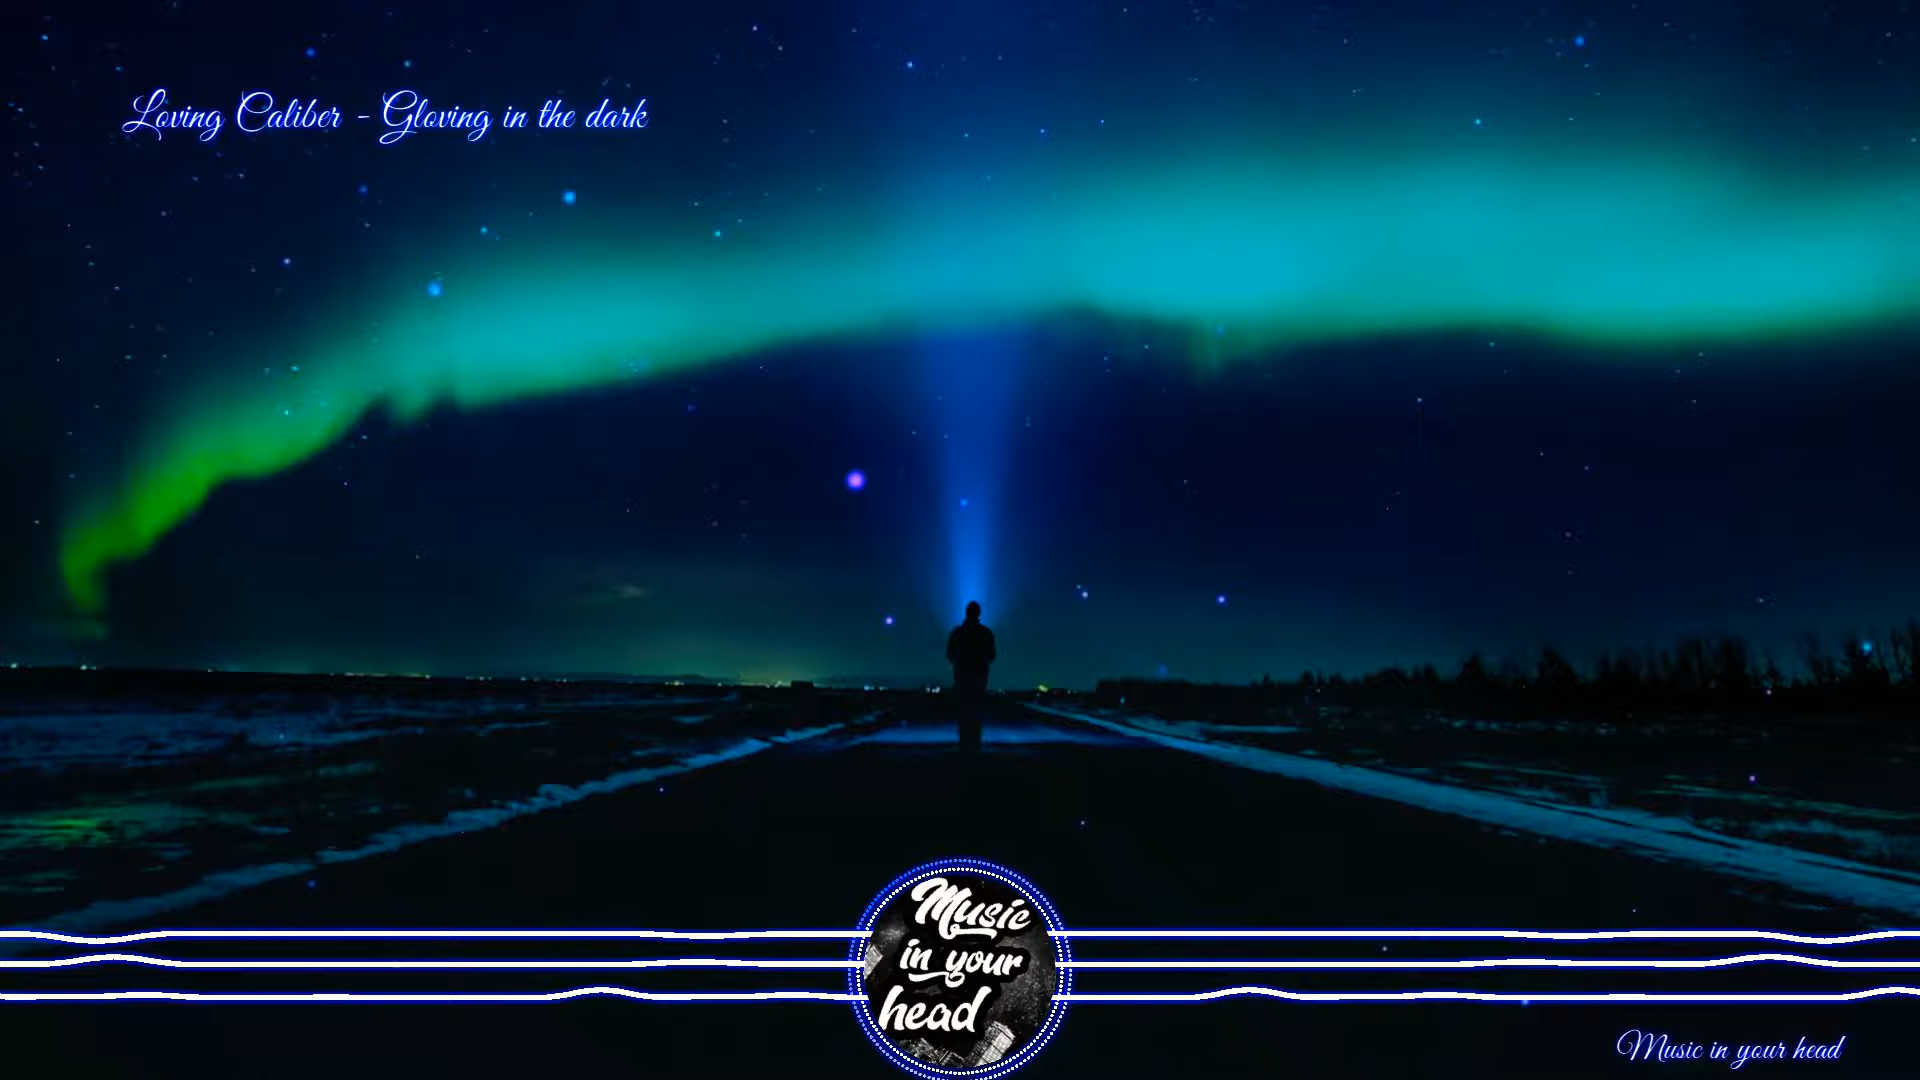 Loving Caliber - Gloving in the dark
Music
in your
head
Music in your head